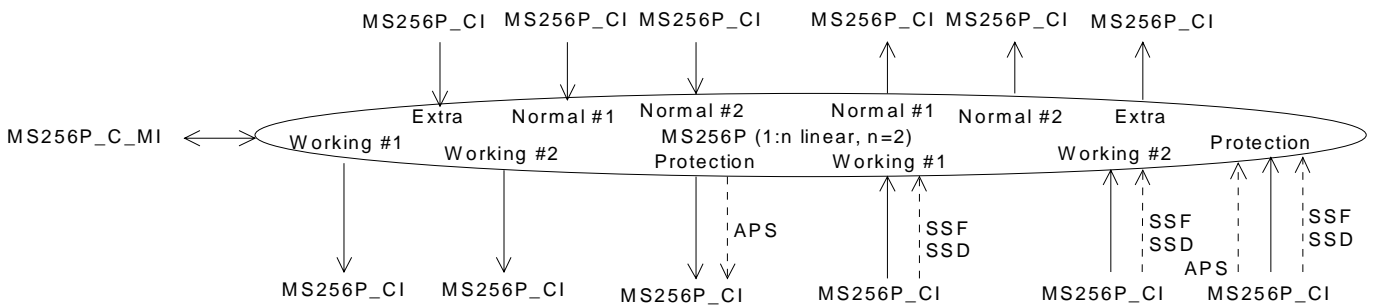 MS256P_CI MS256P_CI MS256P_CI MS256P_CI MS256P_CI MS256P_CI
Extra Normal #1 Normal #2 Normal #1 Normal #2 Extra
MS256P_C_MI Working #1 Working #2 MS256P (1:n linear, n=2) Protection
Protection Working #1 Working #2
APS SSF SSF SSF
SSD SSD SSD
APS
MS256P_CI MS256P_CI MS256P_CI MS256P_CI MS256P_CI MS256P_CI